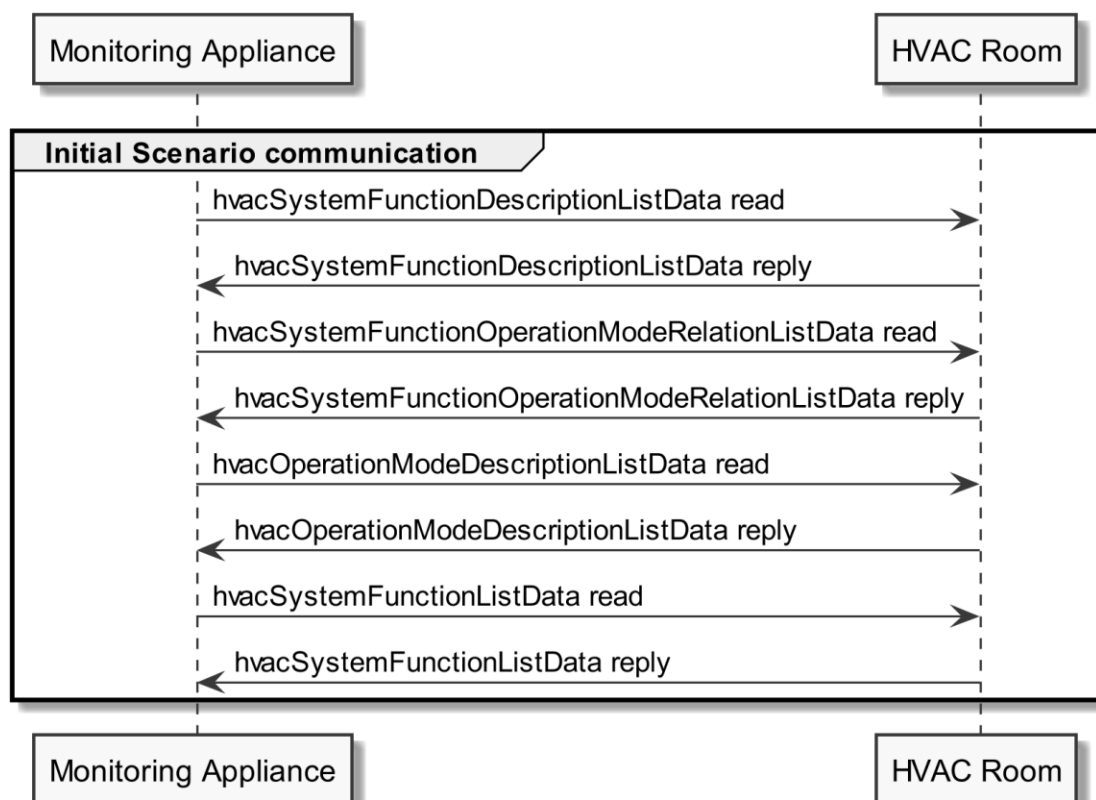 Monitoring Appliance
HVAC Room
Initial Scenario communication
hvacSystemFunctionDescriptionListData read
hvacSystemFunctionDescriptionListData reply
hvacSystemFunctionOperationModeRelationListData read
hvacSystemFunctionOperationModeRelationListData reply
hvacOperationModeDescriptionListData read
hvacOperationModeDescriptionListData reply
hvacSystemFunctionListData read
hvacSystemFunctionListData reply
Monitoring Appliance
HVAC Room